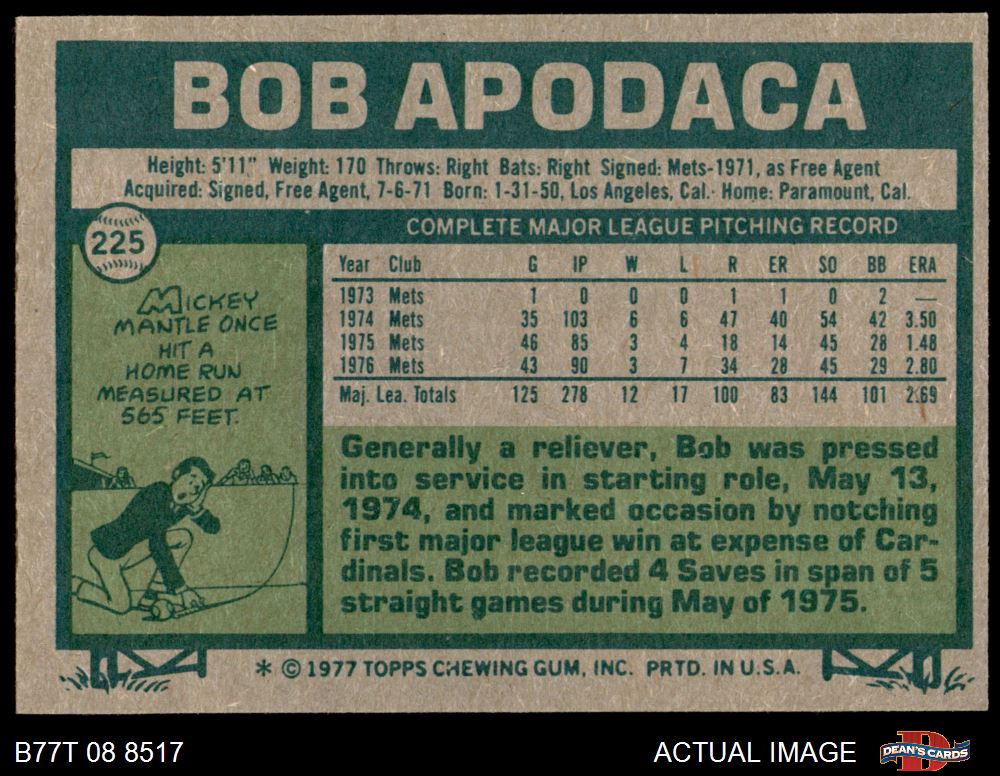 BOB APODACA
Height: 5'11" Weight: 170 Throws: Right Bats: Right Signed: Mets-1971, as Free Agent
Acquired: Signed, Free Agent, 7-6-71 Born: 1-31-50, Los Angeles, Cal. Home: Paramount, Cal.
225
MICKEY
MANTLE ONCE
HIT A
HOME RUN
MEASURED AT
565 FEET.
COMPLETE MAJOR LEAGUE PITCHING RECORD
Year Club G IP W L R ER SO BB ERA
1973 Mets 1 0 0 0 1 1 0 2 —
1974 Mets 35 103 6 6 47 40 54 42 3.50
1975 Mets 46 85 3 4 18 14 45 28 1.48
1976 Mets 43 90 3 7 34 28 45 29 2.80
Maj. Lea. Totals 125 278 12 17 100 83 144 101 2.69
Generally a reliever, Bob was pressed
into service in starting role, May 13,
1974, and marked occasion by notching
first major league win at expense of Car-
dinals. Bob recorded 4 Saves in span of 5
straight games during May of 1975.
* © 1977 TOPPS CHEWING GUM, INC. PRTD. IN U.S.A.
B77T 08 8517
ACTUAL IMAGE
DEAN'S CARDS